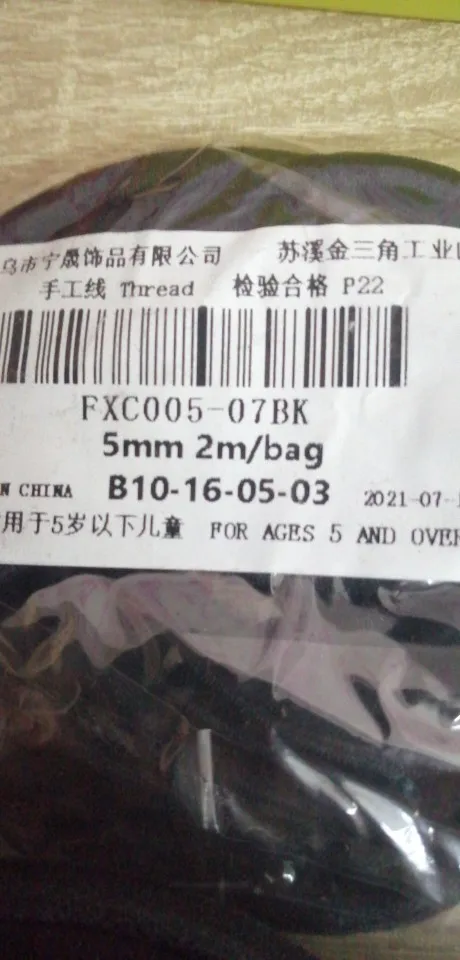 乌市宁晟饰品有限公司 苏溪金三角工业
手工线 Thread 检验合格 P22
FXC005-07BK
5mm 2m/bag
N CHINA B10-16-05-03 2021-07-1
用于5岁以下儿童 FOR AGES 5 AND OVER